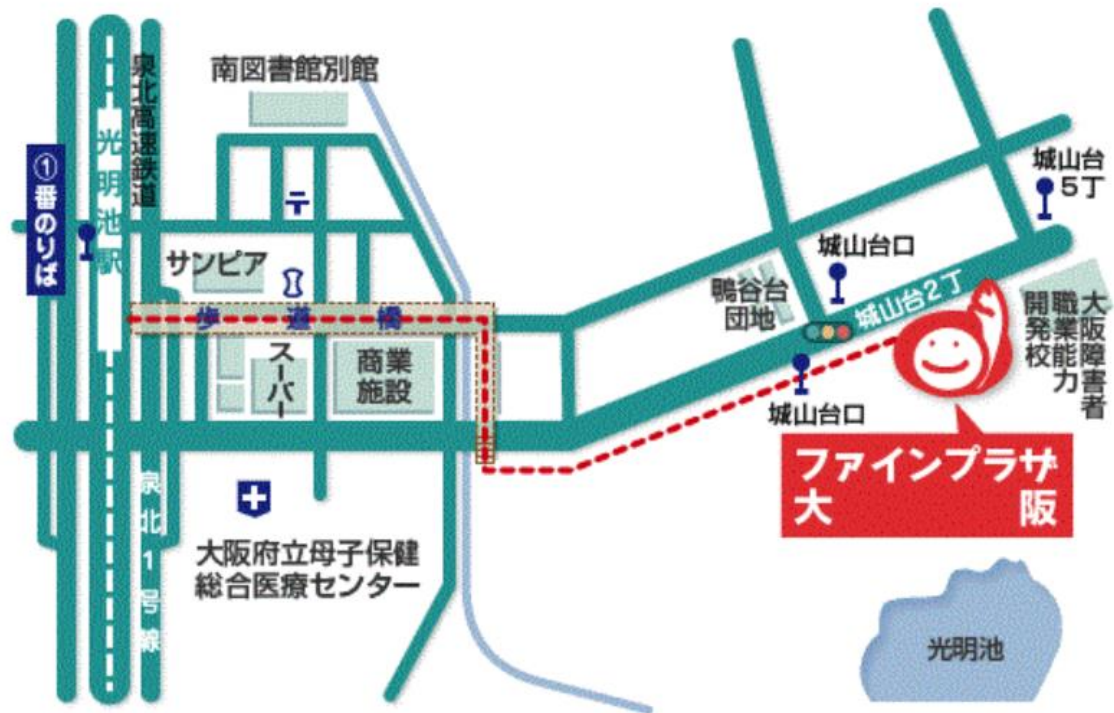 南図書館別館
泉北高速鉄道
光明池駅
①番のりば
〒
サンピア
歩道橋
スーパー
商業
施設
泉北1号線
大阪府立母子保健
総合医療センター
鴨谷台
団地
城山台口
城山台2丁
城山台
5丁
城山台口
大阪障害者
職業能力
開発校
ファインプラザ
大阪
光明池